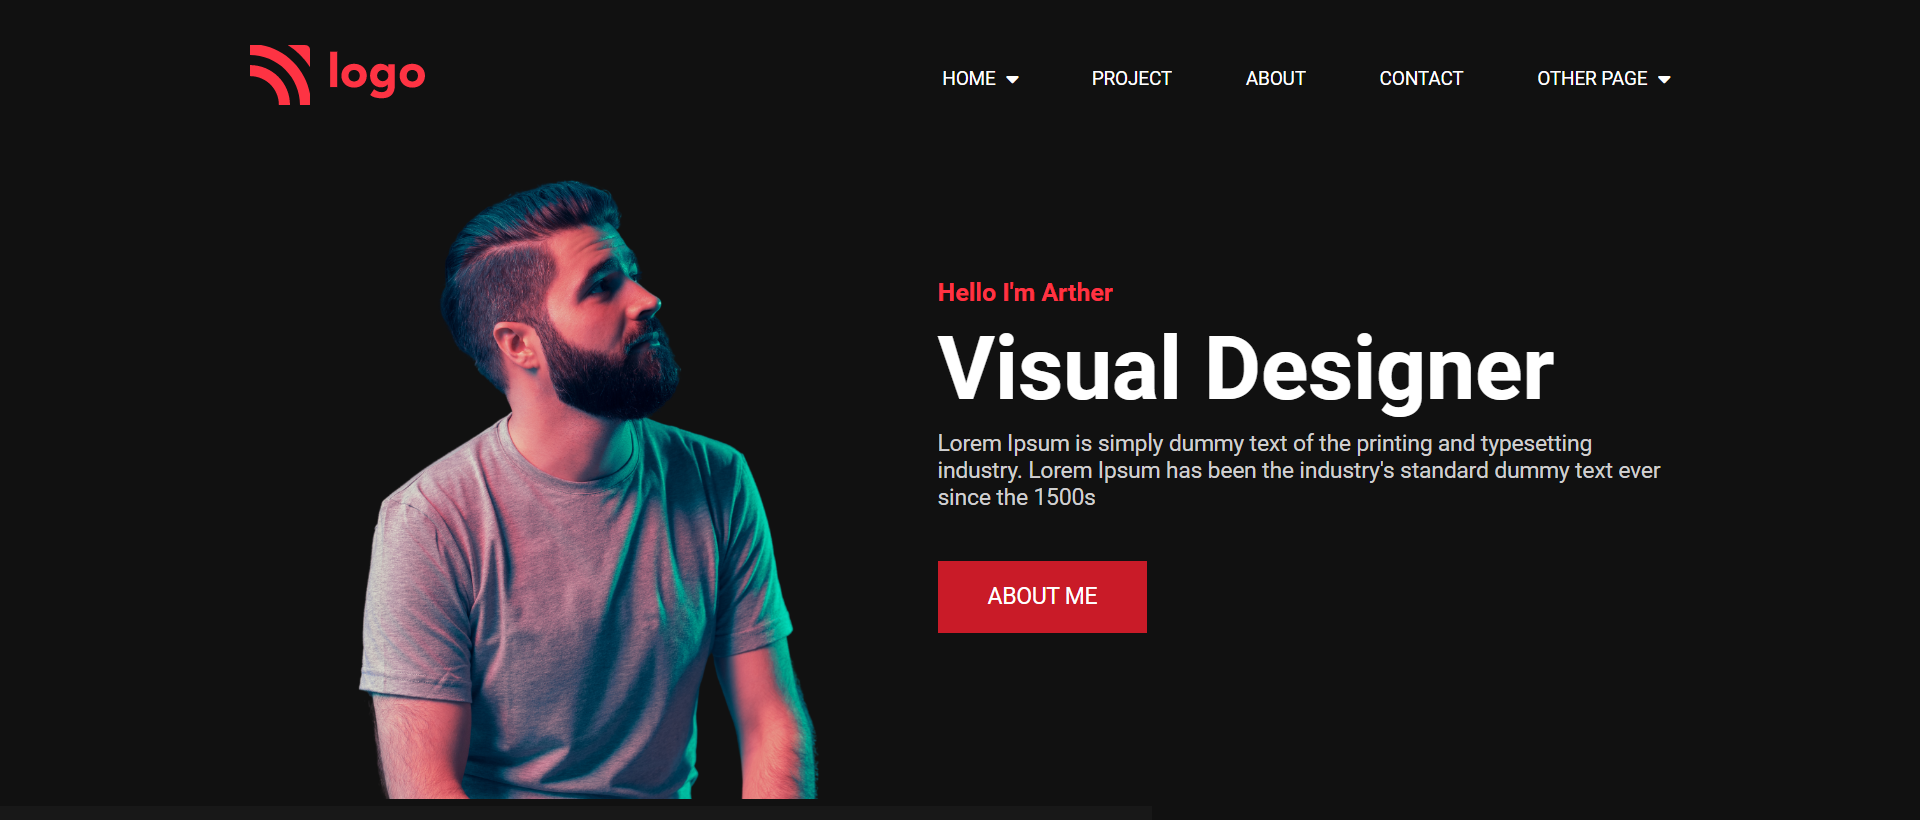 logo
HOME
PROJECT
ABOUT
CONTACT
OTHER PAGE
Hello I'm Arther
Visual Designer
Lorem Ipsum is simply dummy text of the printing and typesetting
industry. Lorem Ipsum has been the industry's standard dummy text ever
since the 1500s
ABOUT ME